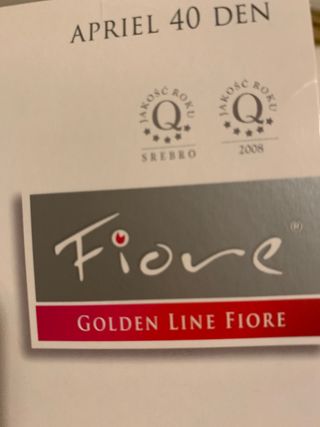 APRIEL 40 DEN
JAKOŚĆ ROKU
Q
SREBRO
JAKOŚĆ ROKU
Q
2008
Fiore®
GOLDEN LINE FIORE